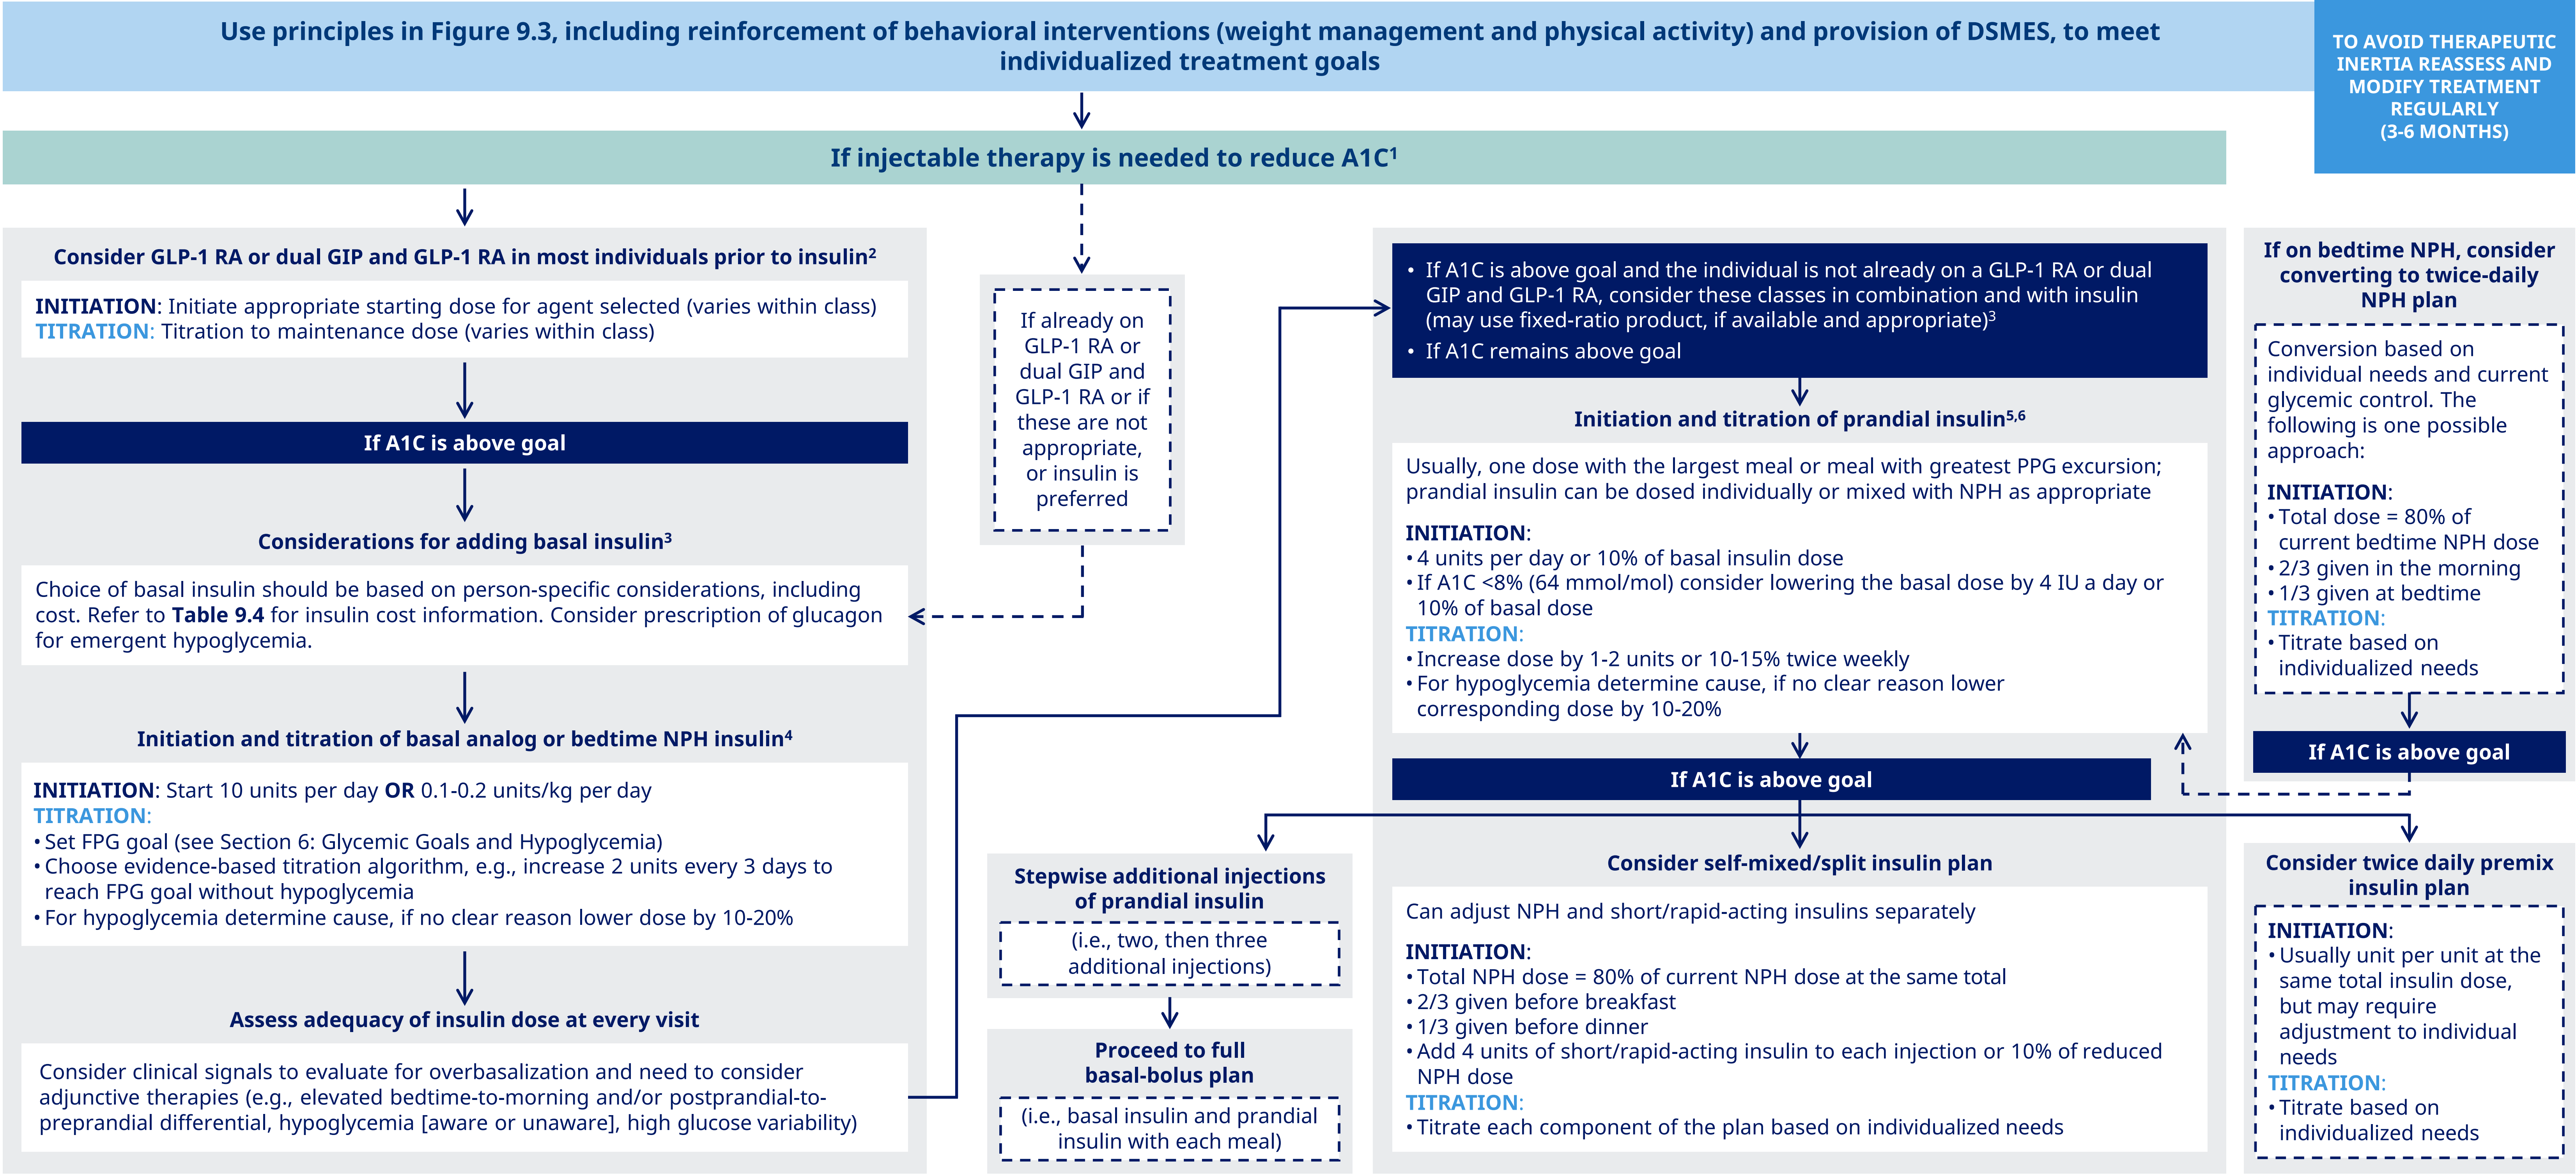 Use principles in Figure 9.3, including reinforcement of behavioral interventions (weight management and physical activity) and provision of DSMES, to meet
individualized treatment goals
TO AVOID THERAPEUTIC
INERTIA REASSESS AND
MODIFY TREATMENT
REGULARLY
(3-6 MONTHS)
If injectable therapy is needed to reduce A1C¹
Consider GLP-1 RA or dual GIP and GLP-1 RA in most individuals prior to insulin²
INITIATION: Initiate appropriate starting dose for agent selected (varies within class)
TITRATION: Titration to maintenance dose (varies within class)
If A1C is above goal
Considerations for adding basal insulin³
Choice of basal insulin should be based on person-specific considerations, including
cost. Refer to Table 9.4 for insulin cost information. Consider prescription of glucagon
for emergent hypoglycemia.
Initiation and titration of basal analog or bedtime NPH insulin⁴
INITIATION: Start 10 units per day OR 0.1-0.2 units/kg per day
TITRATION:
• Set FPG goal (see Section 6: Glycemic Goals and Hypoglycemia)
• Choose evidence-based titration algorithm, e.g., increase 2 units every 3 days to
reach FPG goal without hypoglycemia
• For hypoglycemia determine cause, if no clear reason lower dose by 10-20%
Assess adequacy of insulin dose at every visit
Consider clinical signals to evaluate for overbasalization and need to consider
adjunctive therapies (e.g., elevated bedtime-to-morning and/or postprandial-to-
preprandial differential, hypoglycemia [aware or unaware], high glucose variability)
If already on
GLP-1 RA or
dual GIP and
GLP-1 RA or if
these are not
appropriate,
or insulin is
preferred
• If A1C is above goal and the individual is not already on a GLP-1 RA or dual
GIP and GLP-1 RA, consider these classes in combination and with insulin
(may use fixed-ratio product, if available and appropriate)³
• If A1C remains above goal
Initiation and titration of prandial insulin⁵,⁶
Usually, one dose with the largest meal or meal with greatest PPG excursion;
prandial insulin can be dosed individually or mixed with NPH as appropriate
INITIATION:
• 4 units per day or 10% of basal insulin dose
• If A1C <8% (64 mmol/mol) consider lowering the basal dose by 4 IU a day or
10% of basal dose
TITRATION:
• Increase dose by 1-2 units or 10-15% twice weekly
• For hypoglycemia determine cause, if no clear reason lower
corresponding dose by 10-20%
If A1C is above goal
Stepwise additional injections
of prandial insulin
(i.e., two, then three
additional injections)
Proceed to full
basal-bolus plan
(i.e., basal insulin and prandial
insulin with each meal)
Consider self-mixed/split insulin plan
Can adjust NPH and short/rapid-acting insulins separately
INITIATION:
• Total NPH dose = 80% of current NPH dose at the same total
• 2/3 given before breakfast
• 1/3 given before dinner
• Add 4 units of short/rapid-acting insulin to each injection or 10% of reduced
NPH dose
TITRATION:
• Titrate each component of the plan based on individualized needs
If on bedtime NPH, consider
converting to twice-daily
NPH plan
Conversion based on
individual needs and current
glycemic control. The
following is one possible
approach:
INITIATION:
• Total dose = 80% of
current bedtime NPH dose
• 2/3 given in the morning
• 1/3 given at bedtime
TITRATION:
• Titrate based on
individualized needs
If A1C is above goal
Consider twice daily premix
insulin plan
INITIATION:
• Usually unit per unit at the
same total insulin dose,
but may require
adjustment to individual
needs
TITRATION:
• Titrate based on
individualized needs